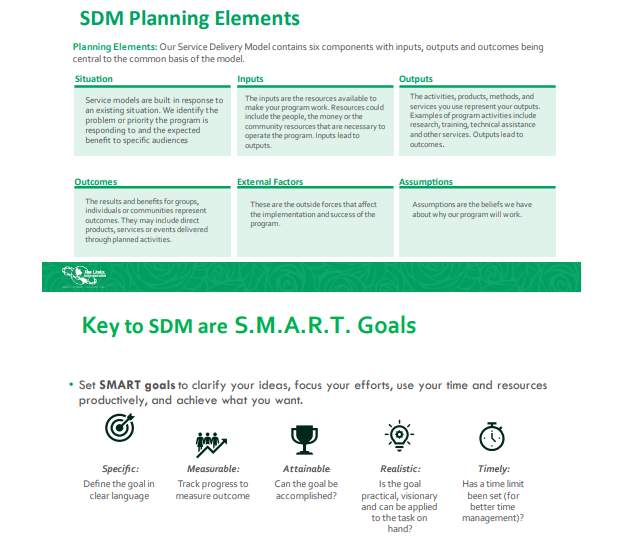 SDM Planning Elements
Planning Elements: Our Service Delivery Model contains six components with inputs, outputs and outcomes being
central to the common basis of the model.
Situation
Service models are built in response to
an existing situation. We identify the
problem or priority the program is
responding to and the expected
benefit to specific audiences
Inputs
The inputs are the resources available to
make your program work. Resources could
include the people, the money or the
community resources that are necessary to
operate the program. Inputs lead to
outputs.
Outputs
The activities, products, methods, and
services you use represent your outputs.
Examples of program activities include
research, training, technical assistance
and other services. Outputs lead to
outcomes.
Outcomes
The results and benefits for groups,
individuals or communities represent
outcomes. They may include direct
products, services or events delivered
through planned activities.
External Factors
These are the outside forces that affect
the implementation and success of the
program.
Assumptions
Assumptions are the beliefs we have
about why our program will work.
The Links,
Incorporated
Key to SDM are S.M.A.R.T. Goals
• Set SMART goals to clarify your ideas, focus your efforts, use your time and resources
productively, and achieve what you want.
Specific:
Define the goal in
clear language
Measurable:
Track progress to
measure outcome
Attainable
Can the goal be
accomplished?
Realistic:
Is the goal
practical, visionary
and can be applied
to the task on
hand?
Timely:
Has a time limit
been set (for
better time
management)?